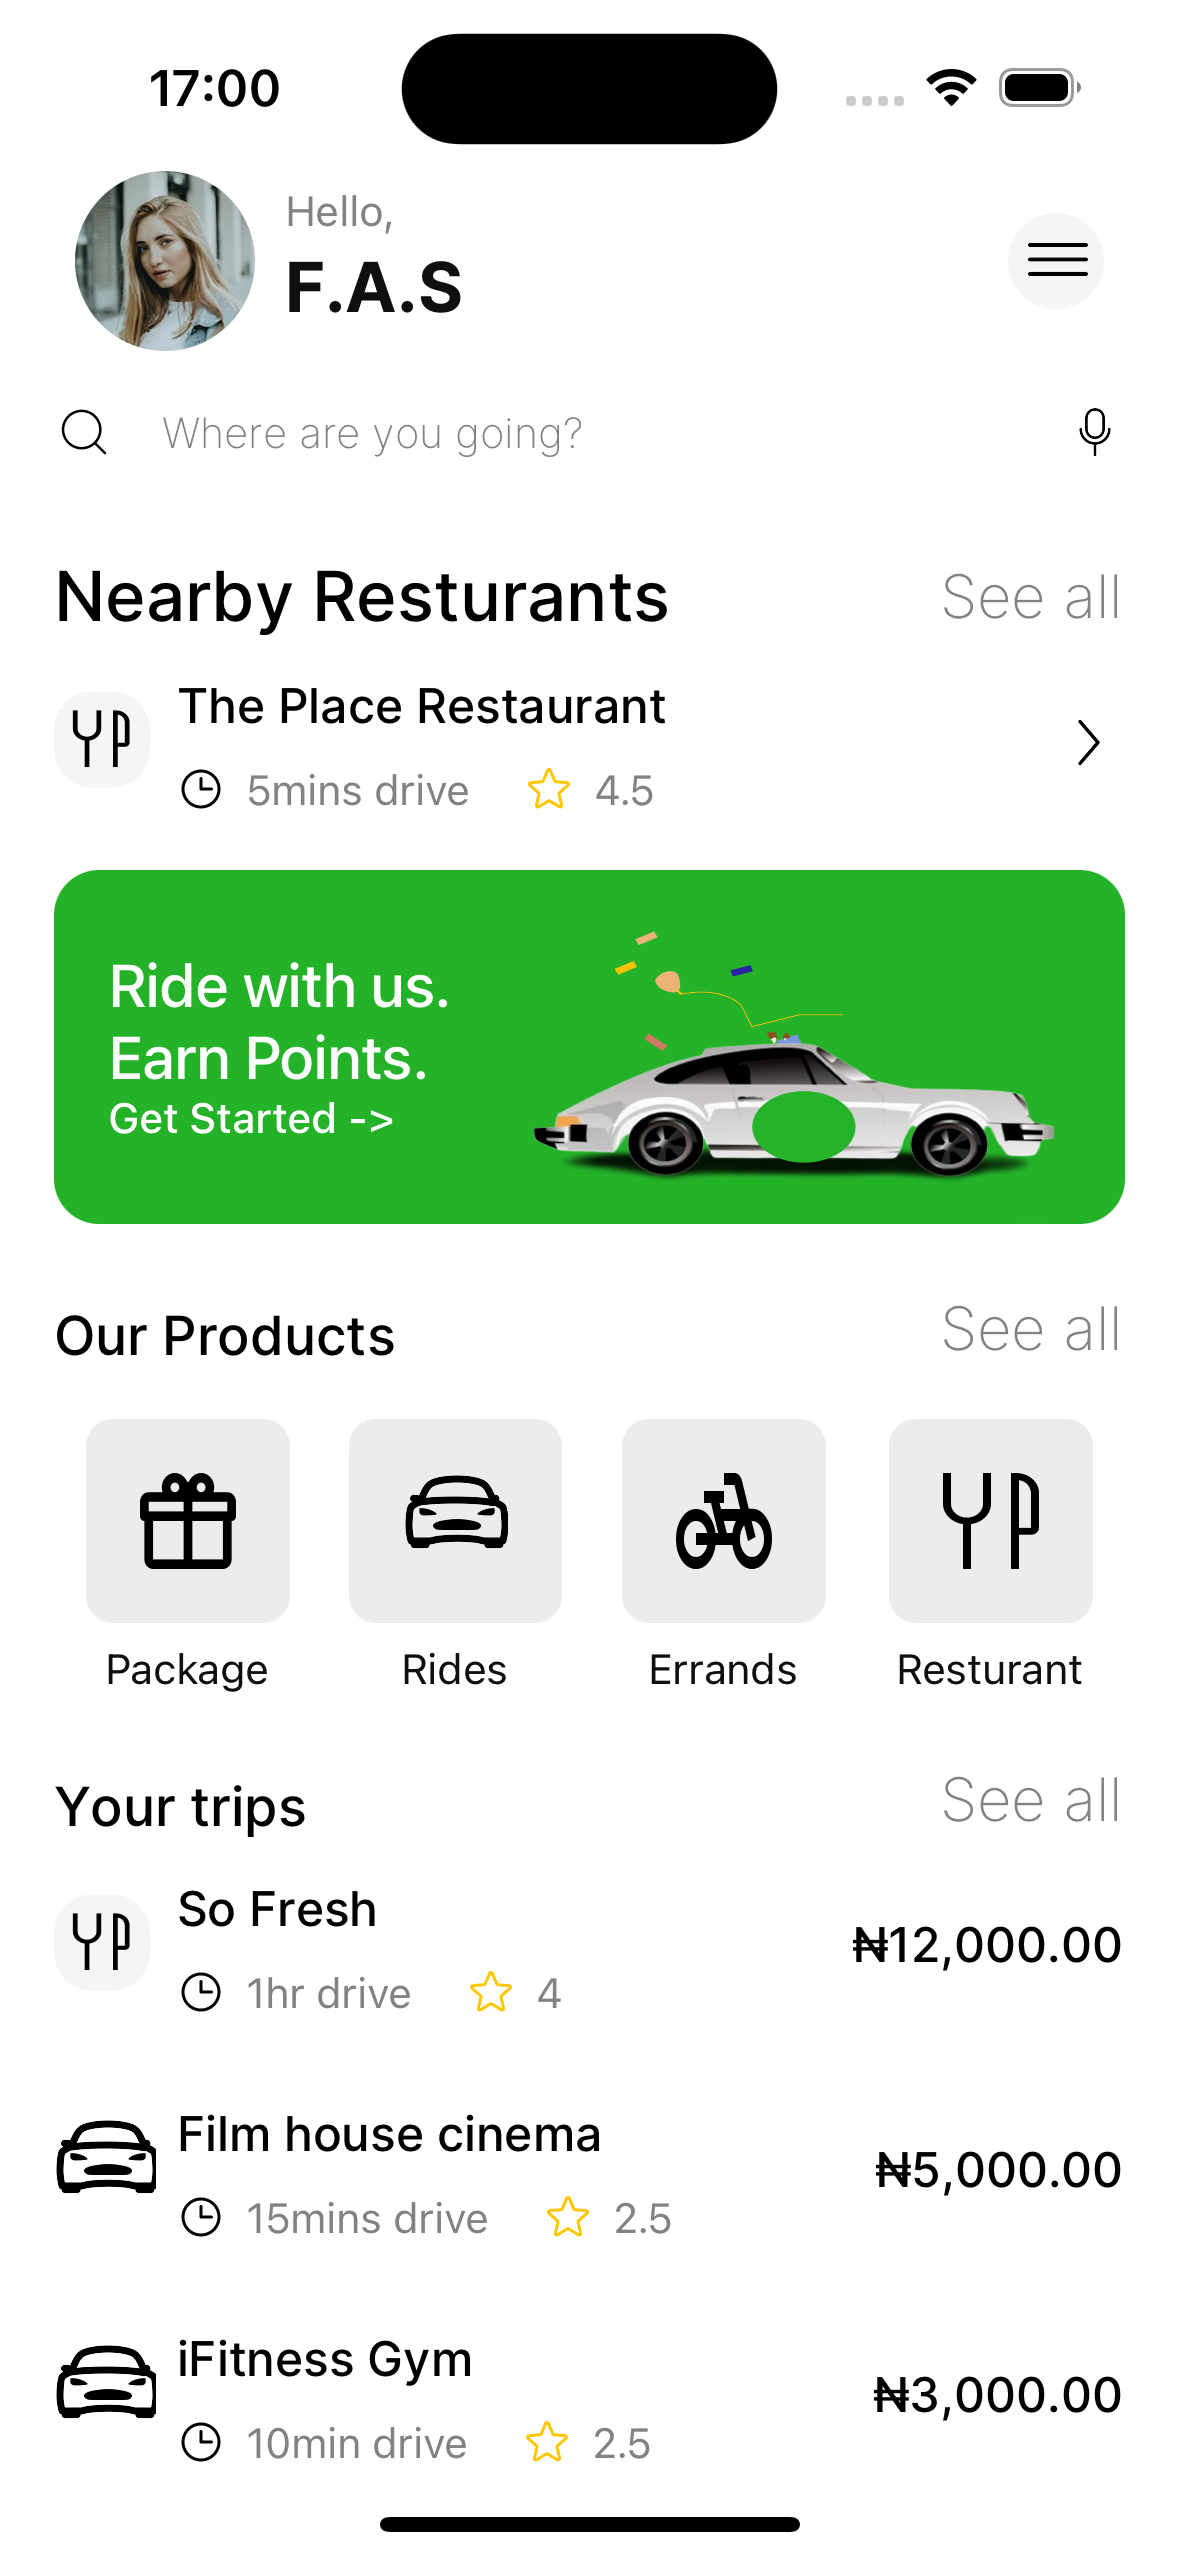 17:00
Hello,
F.A.S
Where are you going?
Nearby Resturants
See all
The Place Restaurant
5mins drive 4.5
Ride with us.
Earn Points.
Get Started ->
Our Products
See all
Package Rides Errands Resturant
Your trips
See all
So Fresh
₦12,000.00
1hr drive 4
Film house cinema
₦5,000.00
15mins drive 2.5
iFitness Gym
₦3,000.00
10min drive 2.5